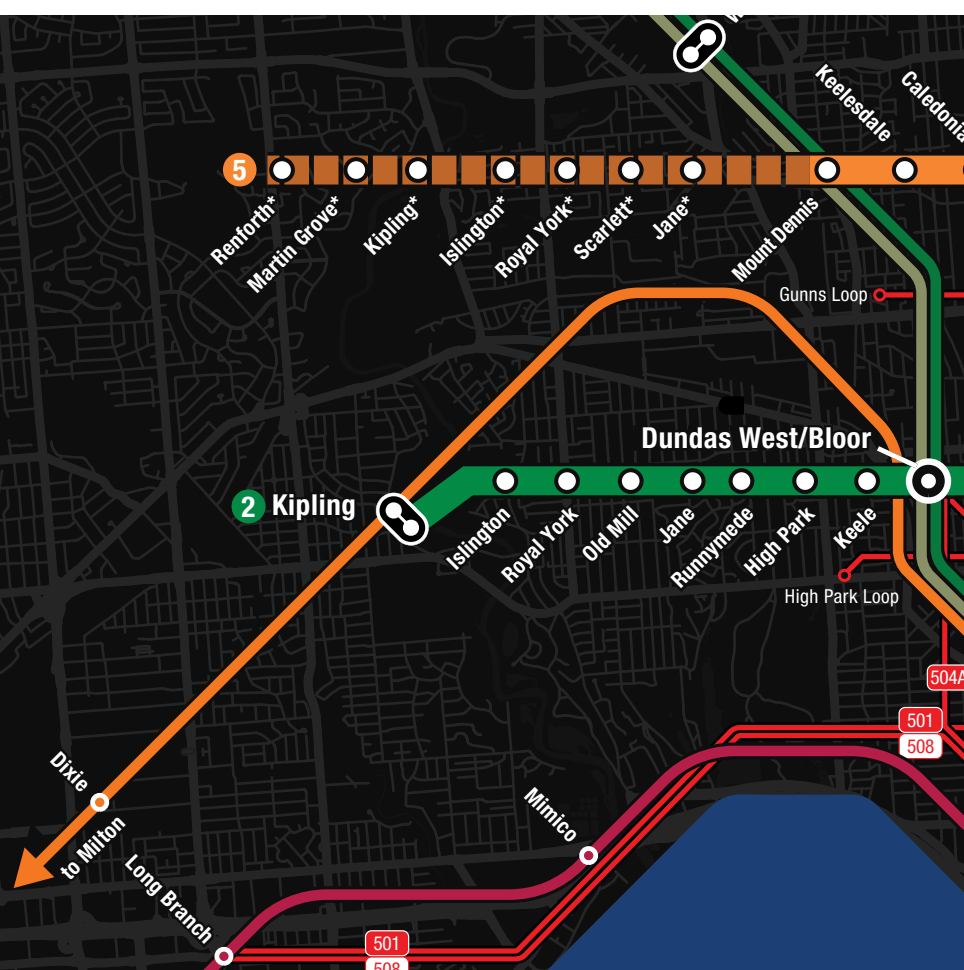 Keelesdale
Caledonia
5
Renforth*
Martin Grove*
Kipling*
Islington*
Royal York*
Scarlett*
Jane*
Mount Dennis
Gunns Loop
Dundas West/Bloor
2 Kipling
Islington
Royal York
Old Mill
Jane
Runnymede
High Park
Keele
High Park Loop
504A
501
508
Dixie
to Milton
Mimico
Long Branch
501
508